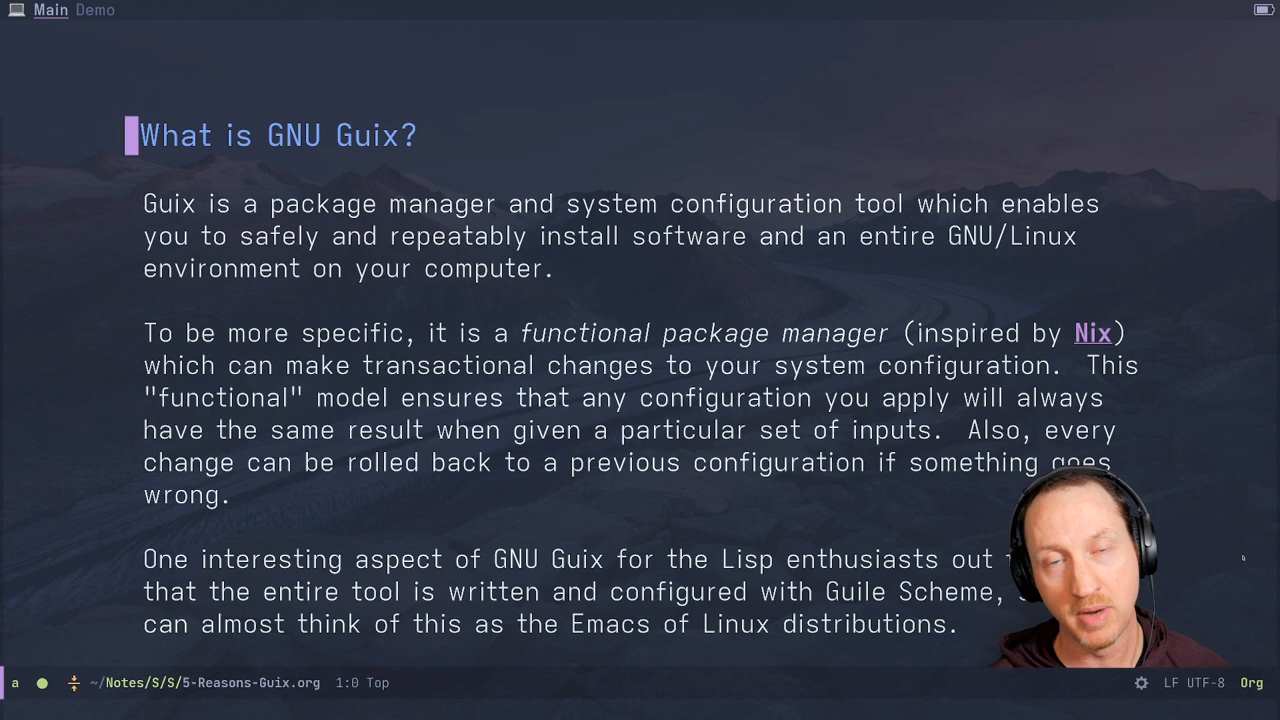 Main Demo
What is GNU Guix?
Guix is a package manager and system configuration tool which enables
you to safely and repeatably install software and an entire GNU/Linux
environment on your computer.
To be more specific, it is a functional package manager (inspired by Nix)
which can make transactional changes to your system configuration.  This
"functional" model ensures that any configuration you apply will always
have the same result when given a particular set of inputs.  Also, every
change can be rolled back to a previous configuration if something goes
wrong.
One interesting aspect of GNU Guix for the Lisp enthusiasts out
that the entire tool is written and configured with Guile Scheme,
can almost think of this as the Emacs of Linux distributions.
a ~/Notes/S/S/5-Reasons-Guix.org 1:0 Top LF UTF-8 Org